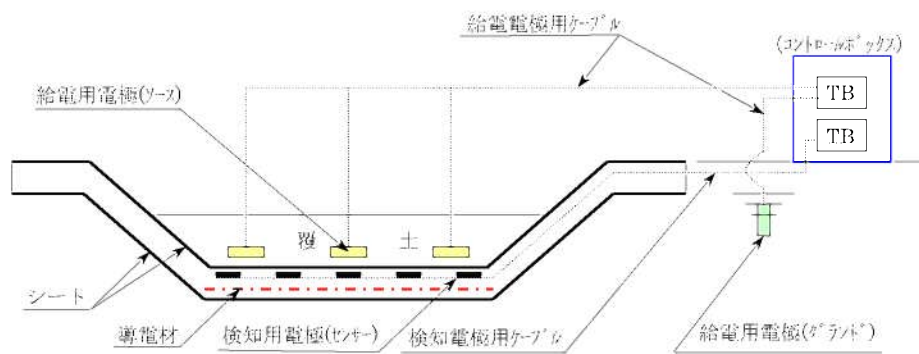 給電電極用ケーブル
(コントロールボックス)
給電用電極(ソース)
TB
TB
覆 土
シート
導電材
検知用電極(センサー)
検知電極用ケーブル
給電用電極(グランド)